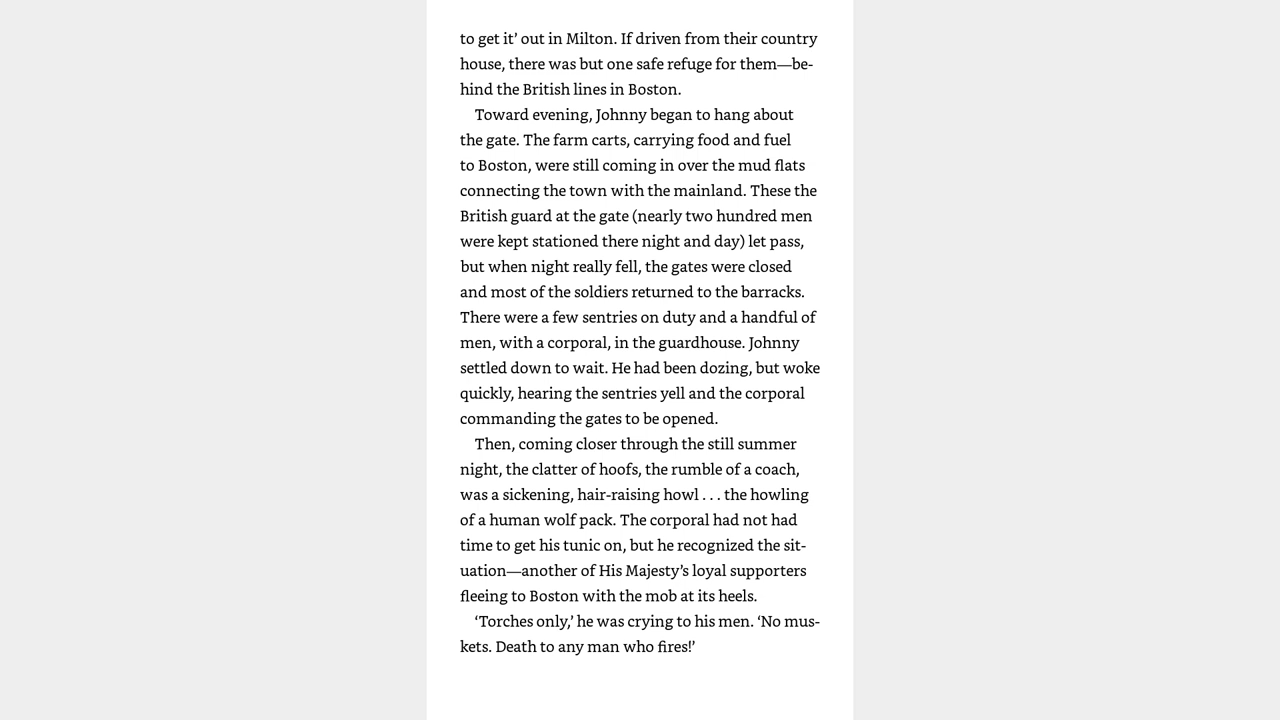 to get it’ out in Milton. If driven from their country
house, there was but one safe refuge for them—be-
hind the British lines in Boston.
Toward evening, Johnny began to hang about
the gate. The farm carts, carrying food and fuel
to Boston, were still coming in over the mud flats
connecting the town with the mainland. These the
British guard at the gate (nearly two hundred men
were kept stationed there night and day) let pass,
but when night really fell, the gates were closed
and most of the soldiers returned to the barracks.
There were a few sentries on duty and a handful of
men, with a corporal, in the guardhouse. Johnny
settled down to wait. He had been dozing, but woke
quickly, hearing the sentries yell and the corporal
commanding the gates to be opened.
Then, coming closer through the still summer
night, the clatter of hoofs, the rumble of a coach,
was a sickening, hair-raising howl . . . the howling
of a human wolf pack. The corporal had not had
time to get his tunic on, but he recognized the sit-
uation—another of His Majesty’s loyal supporters
fleeing to Boston with the mob at its heels.
‘Torches only,’ he was crying to his men. ‘No mus-
kets. Death to any man who fires!’